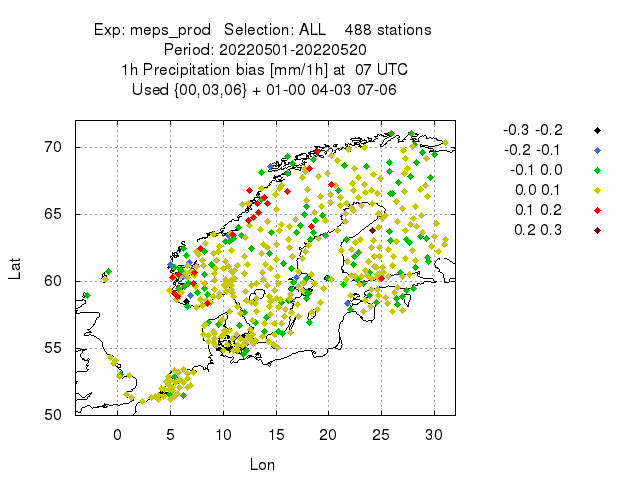 Exp: meps_prod   Selection: ALL    488 stations
Period: 20220501-20220520
1h Precipitation bias [mm/1h] at  07 UTC
Used {00,03,06} + 01-00 04-03 07-06
-0.3 -0.2
-0.2 -0.1
-0.1 0.0
0.0 0.1
0.1 0.2
0.2 0.3
Lat
70
65
60
55
50
0 5 10 15 20 25 30
Lon